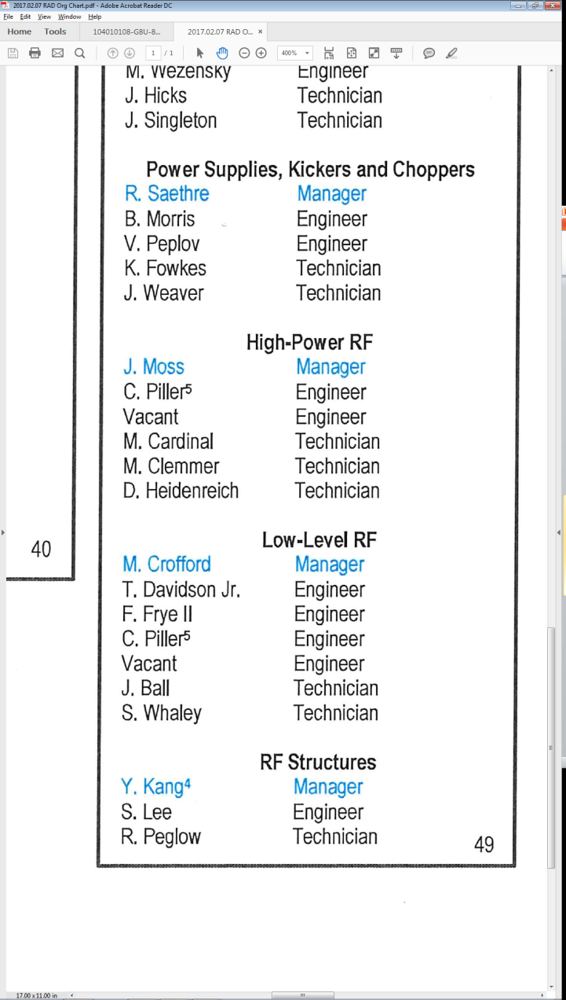 2017.02.07 RAD Org Chart.pdf - Adobe Acrobat Reader DC
File Edit View Window Help
Home Tools 104010108-G8U-8... 2017.02.07 RAD O... ×
1 / 1 400%
M. Wezensky Engineer
J. Hicks Technician
J. Singleton Technician
Power Supplies, Kickers and Choppers
R. Saethre Manager
B. Morris Engineer
V. Peplov Engineer
K. Fowkes Technician
J. Weaver Technician
High-Power RF
J. Moss Manager
C. Piller⁵ Engineer
Vacant Engineer
M. Cardinal Technician
M. Clemmer Technician
D. Heidenreich Technician
40
Low-Level RF
M. Crofford Manager
T. Davidson Jr. Engineer
F. Frye II Engineer
C. Piller⁵ Engineer
Vacant Engineer
J. Ball Technician
S. Whaley Technician
RF Structures
Y. Kang⁴ Manager
S. Lee Engineer
R. Peglow Technician
49
17.00 x 11.00 in